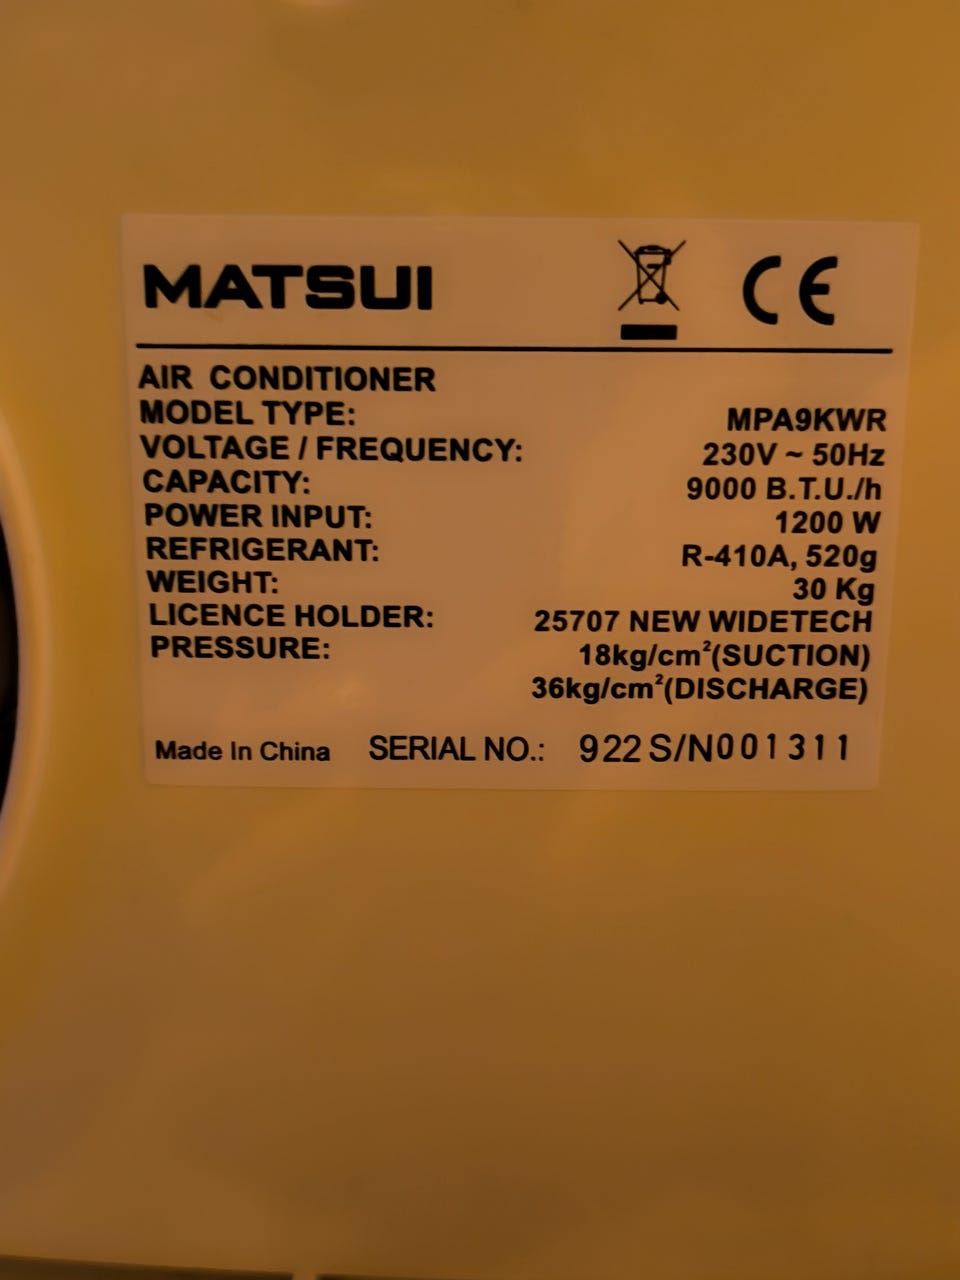 MATSUI CE
AIR CONDITIONER
MODEL TYPE: MPA9KWR
VOLTAGE / FREQUENCY: 230V ~ 50Hz
CAPACITY: 9000 B.T.U./h
POWER INPUT: 1200 W
REFRIGERANT: R-410A, 520g
WEIGHT: 30 Kg
LICENCE HOLDER: 25707 NEW WIDETECH
PRESSURE: 18kg/cm²(SUCTION)
36kg/cm²(DISCHARGE)
Made In China SERIAL NO.: 922 S/N001311